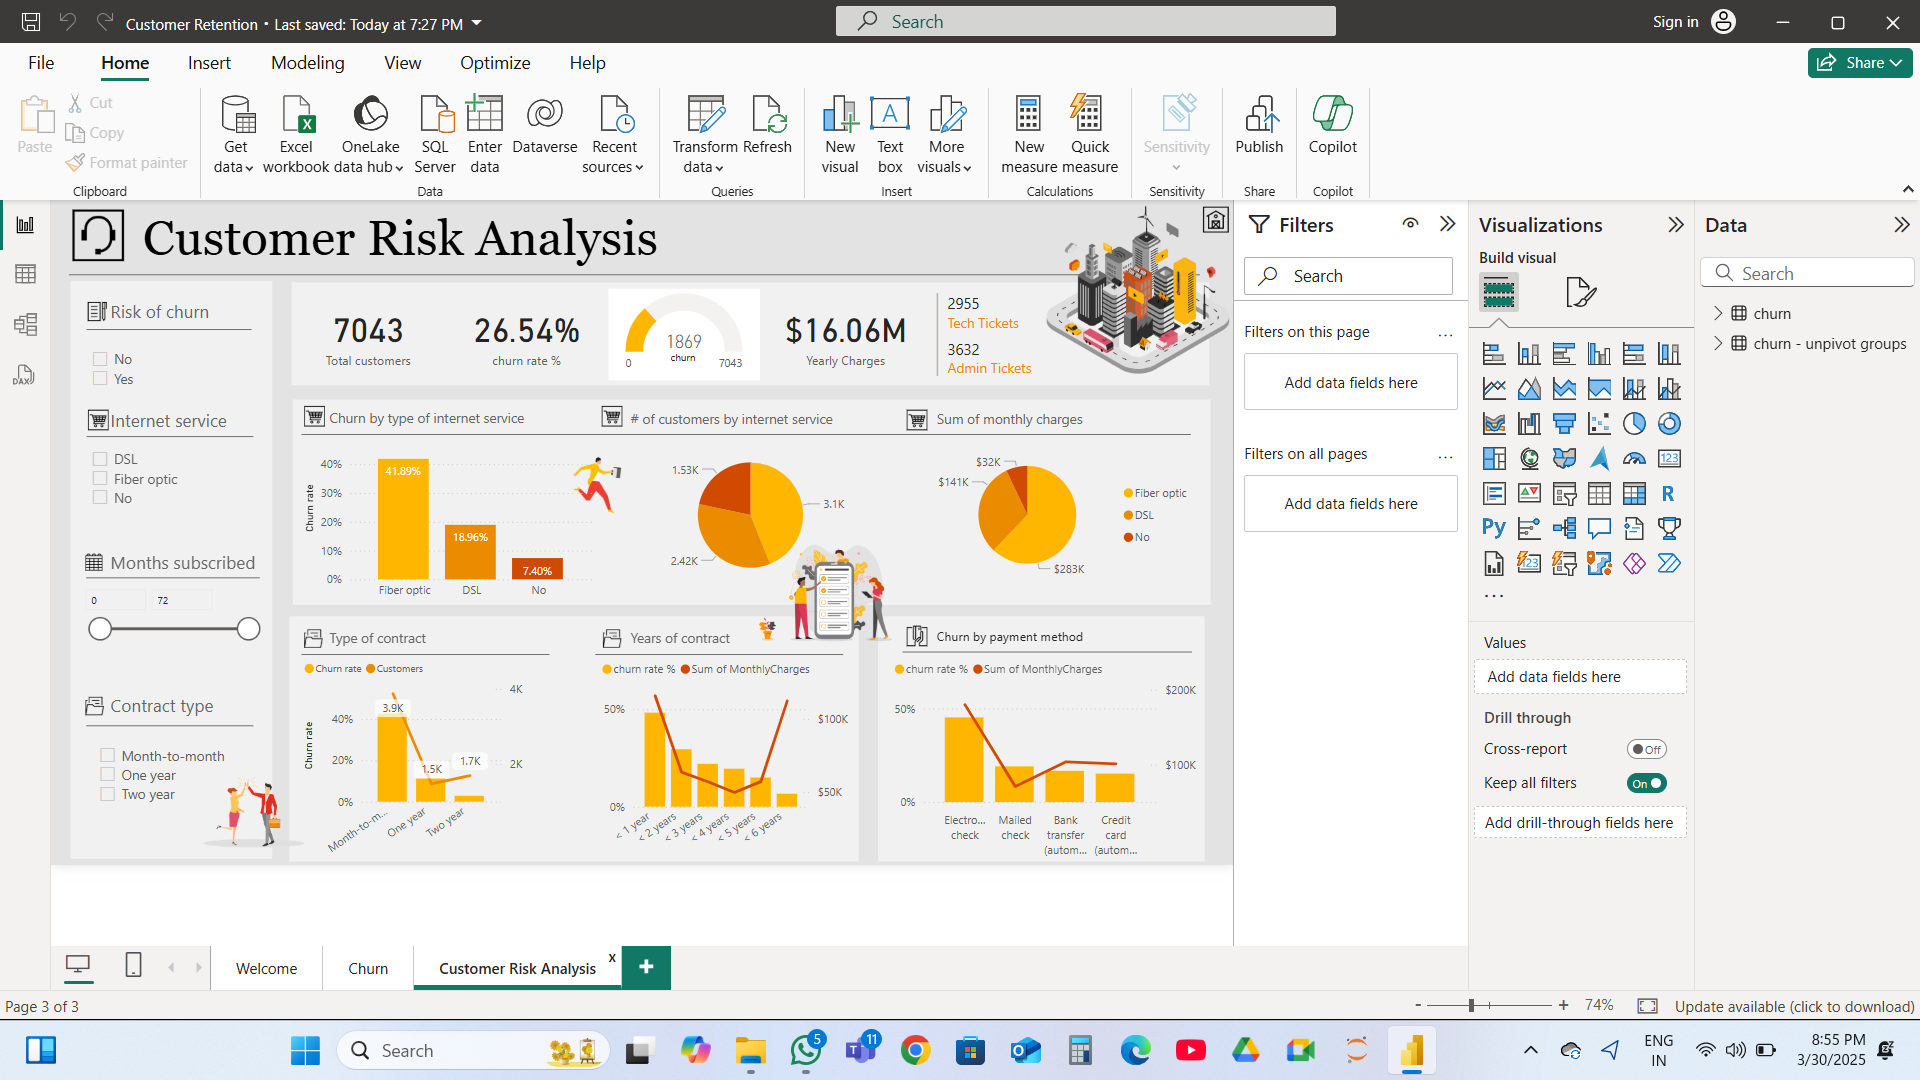 Customer Retention • Last saved: Today at 7:27 PM
Search
Sign in
File
Home
Insert
Modeling
View
Optimize
Help
Share
Paste
Cut
Copy
Format painter
Clipboard
Get data
Excel workbook
OneLake data hub
SQL Server
Enter data
Dataverse
Recent sources
Data
Transform data
Refresh
Queries
New visual
Text box
More visuals
Insert
New measure
Quick measure
Calculations
Sensitivity
Sensitivity
Publish
Share
Copilot
Copilot
Customer Risk Analysis
Risk of churn
No
Yes
Internet service
DSL
Fiber optic
No
Months subscribed
0
72
Contract type
Month-to-month
One year
Two year
7043
Total customers
26.54%
churn rate %
1869
churn
0
7043
$16.06M
Yearly Charges
2955
Tech Tickets
3632
Admin Tickets
Churn by type of internet service
Churn rate
40%
30%
20%
10%
0%
41.89%
18.96%
7.40%
Fiber optic
DSL
No
# of customers by internet service
1.53K
3.1K
2.42K
Sum of monthly charges
$32K
$141K
$283K
Fiber optic
DSL
No
Type of contract
Churn rate
Customers
Churn rate
40%
20%
0%
4K
2K
3.9K
1.5K
1.7K
Month-to-m...
One year
Two year
Years of contract
churn rate %
Sum of MonthlyCharges
50%
0%
$100K
$50K
< 1 year
< 2 years
< 3 years
< 4 years
< 5 years
< 6 years
Churn by payment method
churn rate %
Sum of MonthlyCharges
50%
0%
$200K
$100K
Electro... check
Mailed check
Bank transfer (autom...
Credit card (autom...
Filters
Search
Filters on this page
...
Add data fields here
Filters on all pages
...
Add data fields here
Visualizations
Build visual
123
R
Py
123
...
Values
Add data fields here
Drill through
Cross-report
Off
Keep all filters
On
Add drill-through fields here
Data
Search
churn
churn - unpivot groups
DAX
Welcome
Churn
Customer Risk Analysis
x
+
Page 3 of 3
-
+
74%
Update available (click to download)
Search
5
11
ENG
IN
8:55 PM
3/30/2025